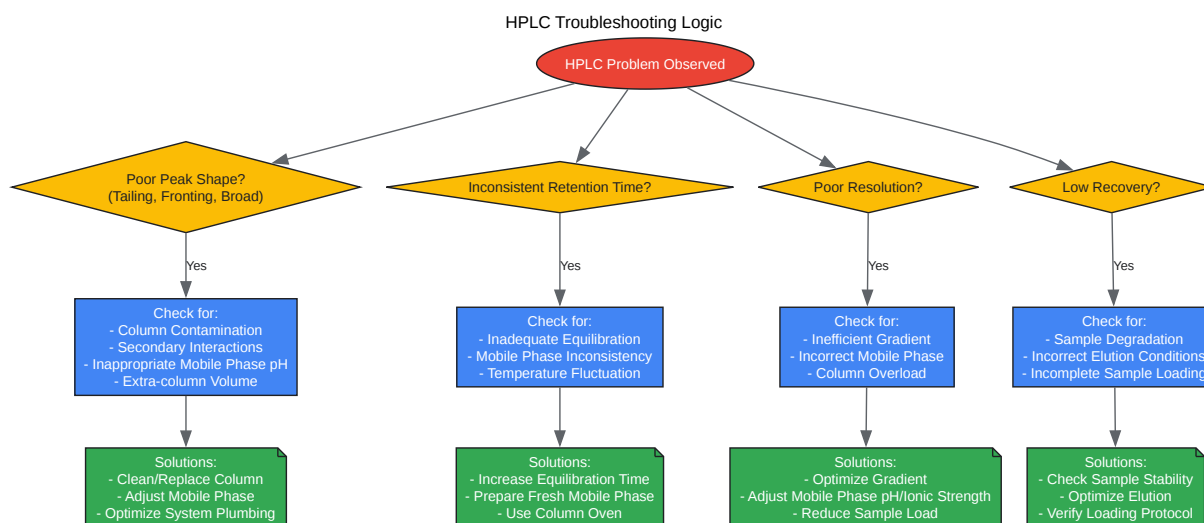 HPLC Troubleshooting Logic
HPLC Problem Observed
Poor Peak Shape?
(Tailing, Fronting, Broad)
Inconsistent Retention Time?
Poor Resolution?
Low Recovery?
Yes
Yes
Yes
Yes
Check for:
- Column Contamination
- Secondary Interactions
- Inappropriate Mobile Phase pH
- Extra-column Volume
Check for:
- Inadequate Equilibration
- Mobile Phase Inconsistency
- Temperature Fluctuation
Check for:
- Inefficient Gradient
- Incorrect Mobile Phase
- Column Overload
Check for:
- Sample Degradation
- Incorrect Elution Conditions
- Incomplete Sample Loading
Solutions:
- Clean/Replace Column
- Adjust Mobile Phase
- Optimize System Plumbing
Solutions:
- Increase Equilibration Time
- Prepare Fresh Mobile Phase
- Use Column Oven
Solutions:
- Optimize Gradient
- Adjust Mobile Phase pH/Ionic Strength
- Reduce Sample Load
Solutions:
- Check Sample Stability
- Optimize Elution
- Verify Loading Protocol